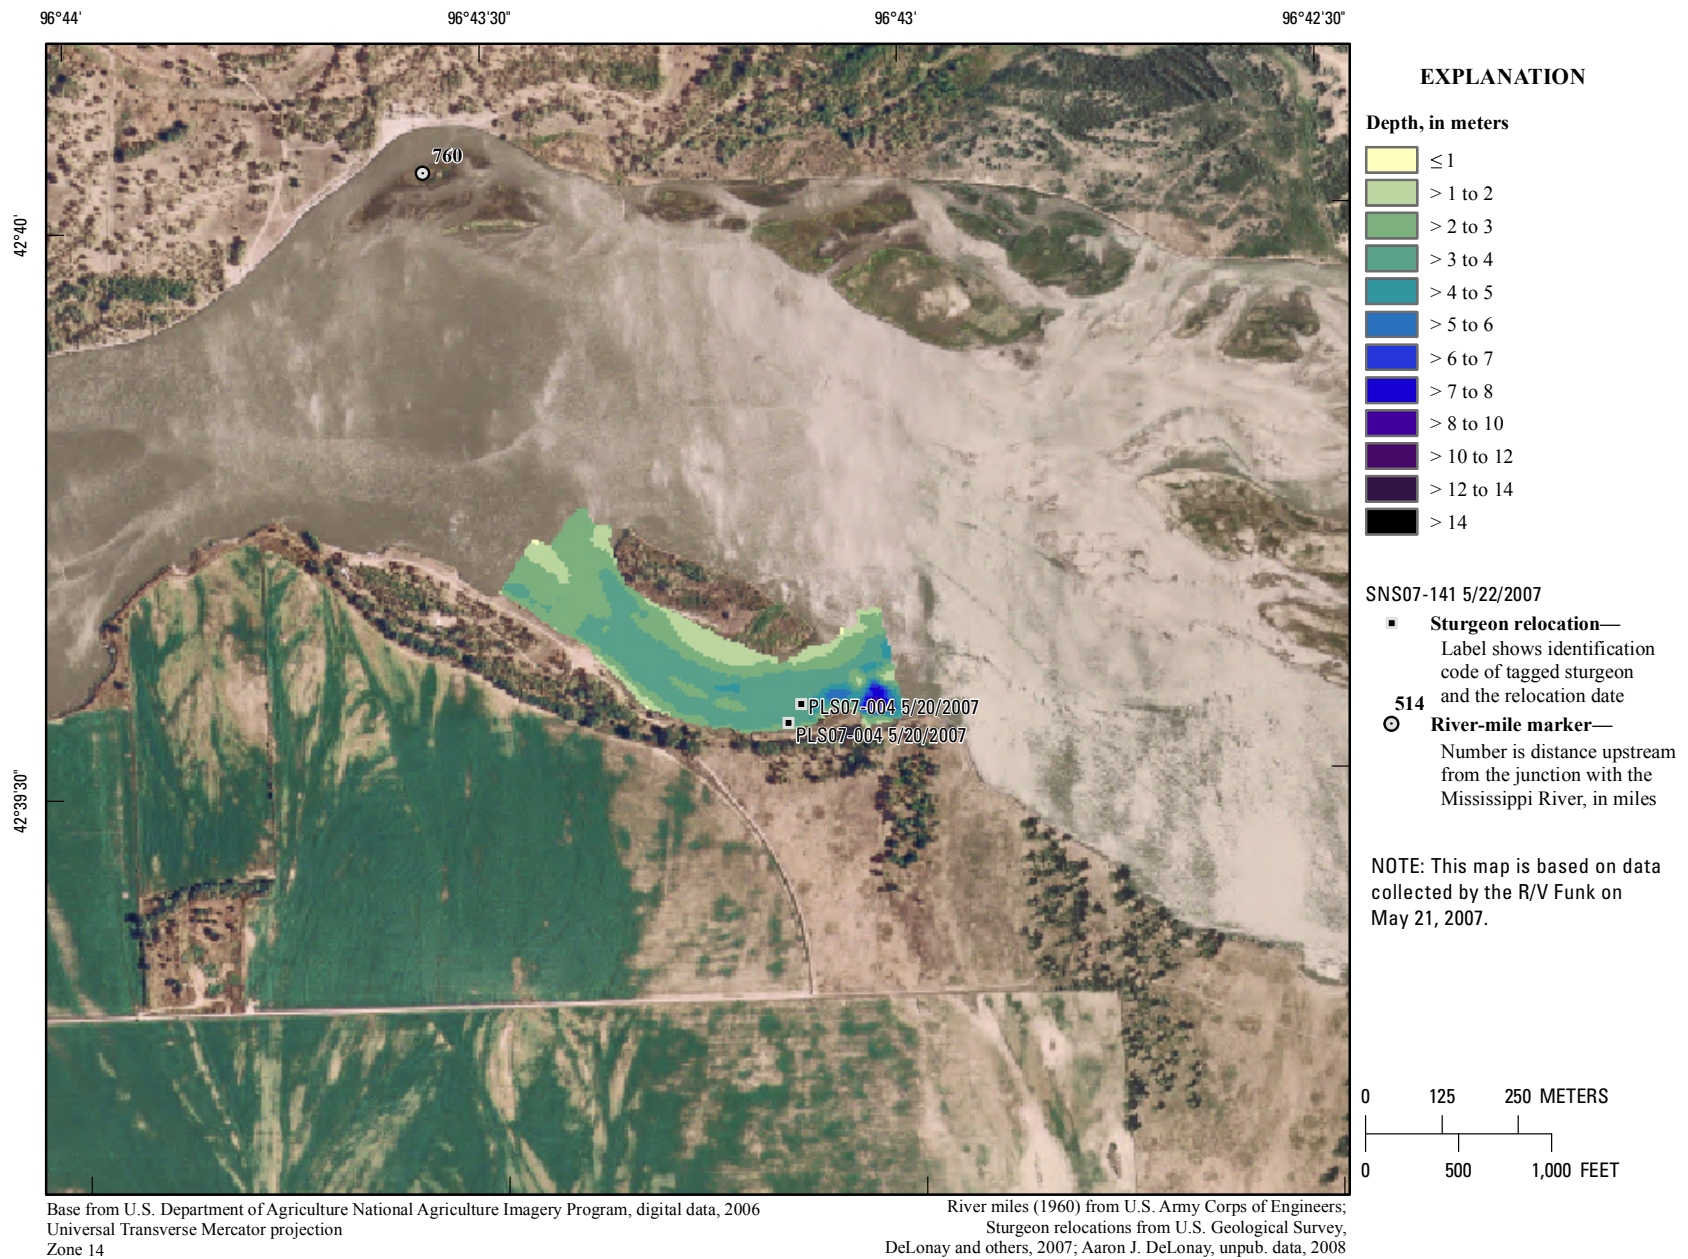 96°44'
96°43'30"
96°43'
96°42'30"
42°40'
42°39'30"
760
PLS07-004 5/20/2007
PLS07-004 5/20/2007
EXPLANATION
Depth, in meters
≤ 1
> 1 to 2
> 2 to 3
> 3 to 4
> 4 to 5
> 5 to 6
> 6 to 7
> 7 to 8
> 8 to 10
> 10 to 12
> 12 to 14
> 14
SNS07-141 5/22/2007
Sturgeon relocation—
Label shows identification
code of tagged sturgeon
and the relocation date
514
River-mile marker—
Number is distance upstream
from the junction with the
Mississippi River, in miles
NOTE: This map is based on data
collected by the R/V Funk on
May 21, 2007.
0 125 250 METERS
0 500 1,000 FEET
Base from U.S. Department of Agriculture National Agriculture Imagery Program, digital data, 2006
Universal Transverse Mercator projection
Zone 14
River miles (1960) from U.S. Army Corps of Engineers;
Sturgeon relocations from U.S. Geological Survey,
DeLonay and others, 2007; Aaron J. DeLonay, unpub. data, 2008